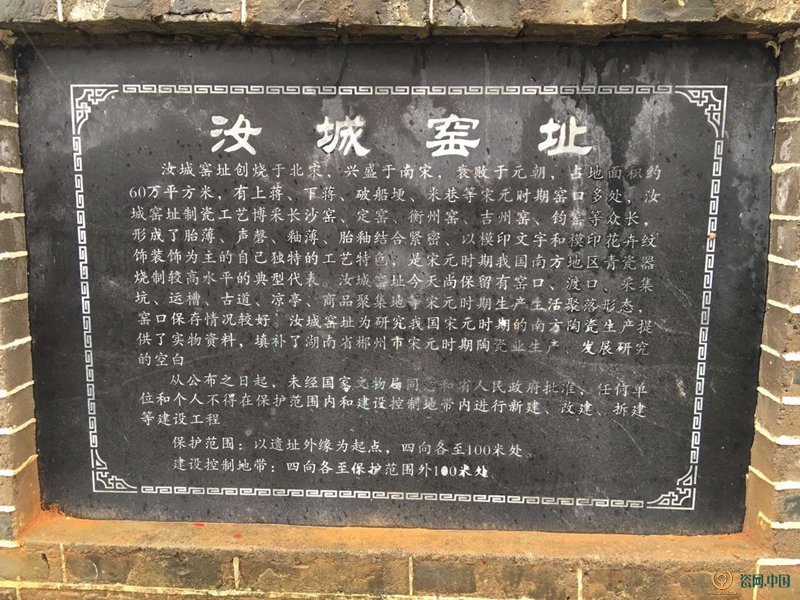 汝城窑址
汝城窑址创烧于北宋，兴盛于南宋，衰败于元朝，占地面积约
60万平方米，有上蒋、下蒋、破船埂、米巷等宋元时期窑口多处，汝
城窑址制瓷工艺博采长沙窑、定窑、衡州窑、吉州窑、钧窑等众长，
形成了胎薄、声磬、釉薄、胎釉结合紧密、以模印文字和模印花卉纹
饰装饰为主的自己独特的工艺特色，是宋元时期我国南方地区青瓷器
烧制较高水平的典型代表。汝城窑址今天尚保留有窑口、渡口、采集
坑、运槽、古道、凉亭、商品聚集地等宋元时期生产生活聚落形态，
窑口保存情况较好。汝城窑址为研究我国宋元时期的南方陶瓷生产提
供了实物资料，填补了湖南省郴州市宋元时期陶瓷业生产、发展研究
的空白
从公布之日起，未经国家文物局同意和省人民政府批准，任何单
位和个人不得在保护范围内和建设控制地带内进行新建、改建、拆建
等建设工程
保护范围：以遗址外缘为起点，四向各至100米处。
建设控制地带：四向各至保护范围外100米处
瓷网.中国